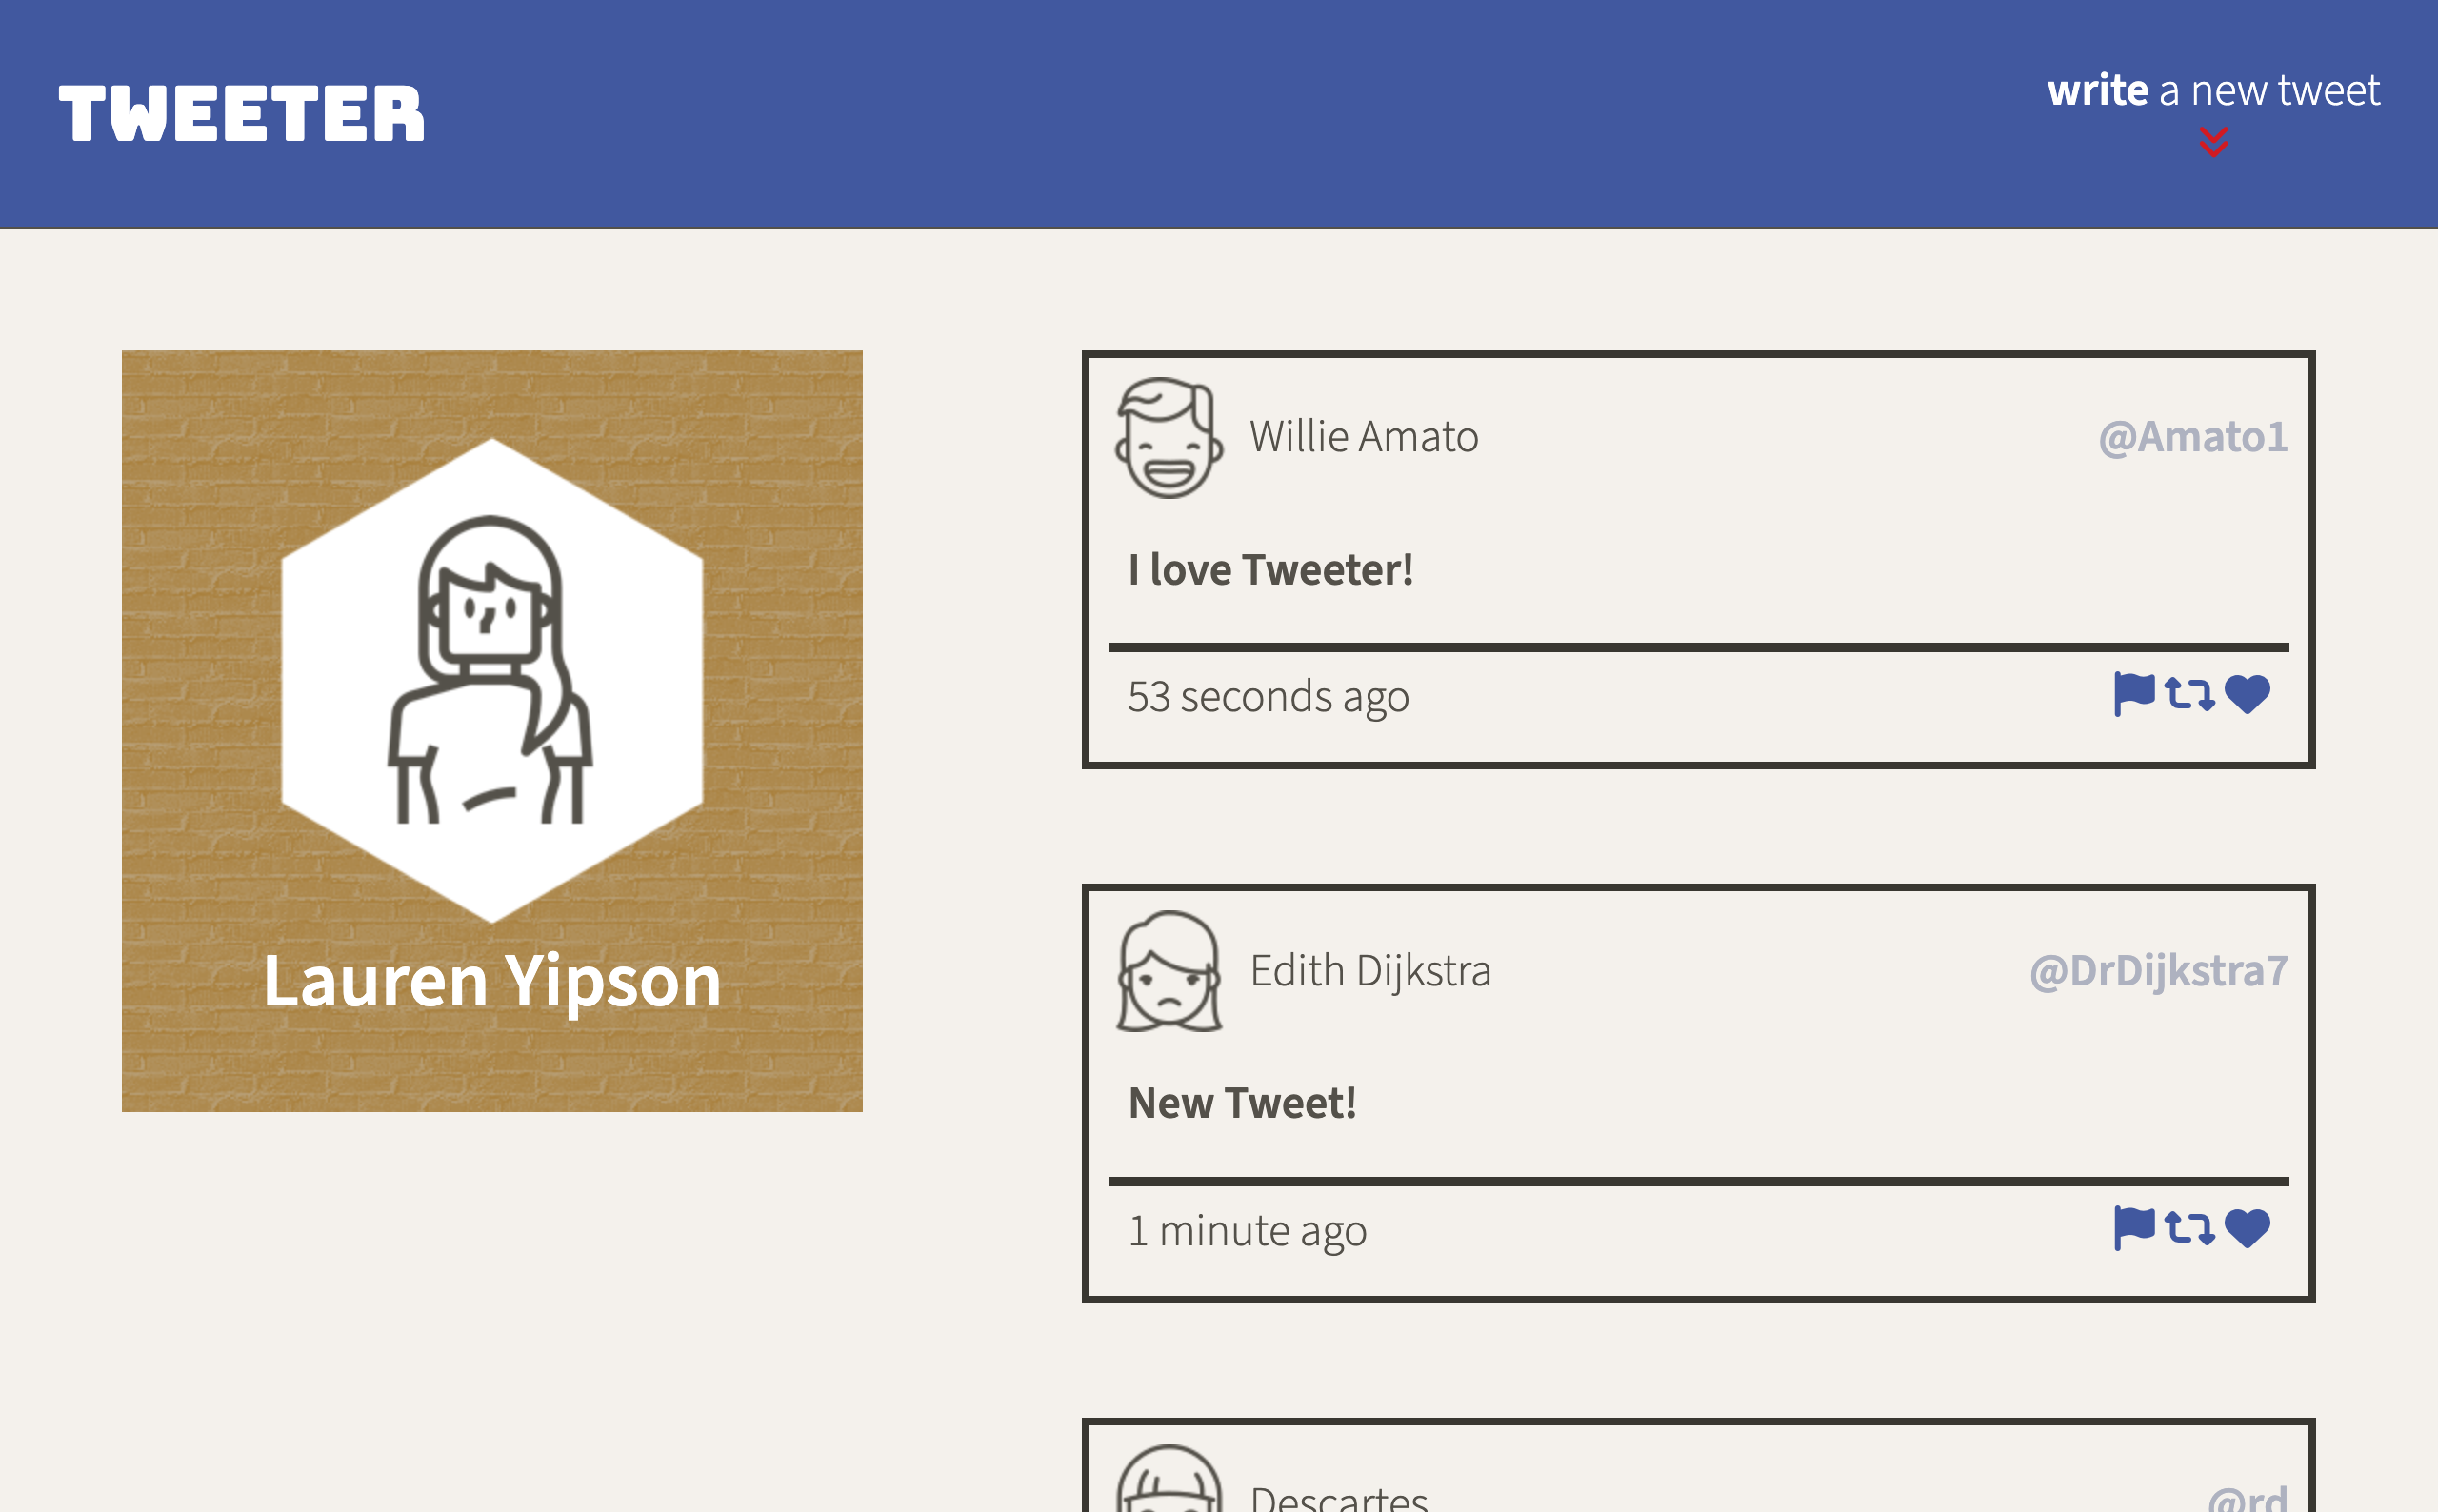 TWEETER
write a new tweet
Lauren Yipson
Willie Amato
@Amato1
I love Tweeter!
53 seconds ago
Edith Dijkstra
@DrDijkstra7
New Tweet!
1 minute ago
Descartes
@rd